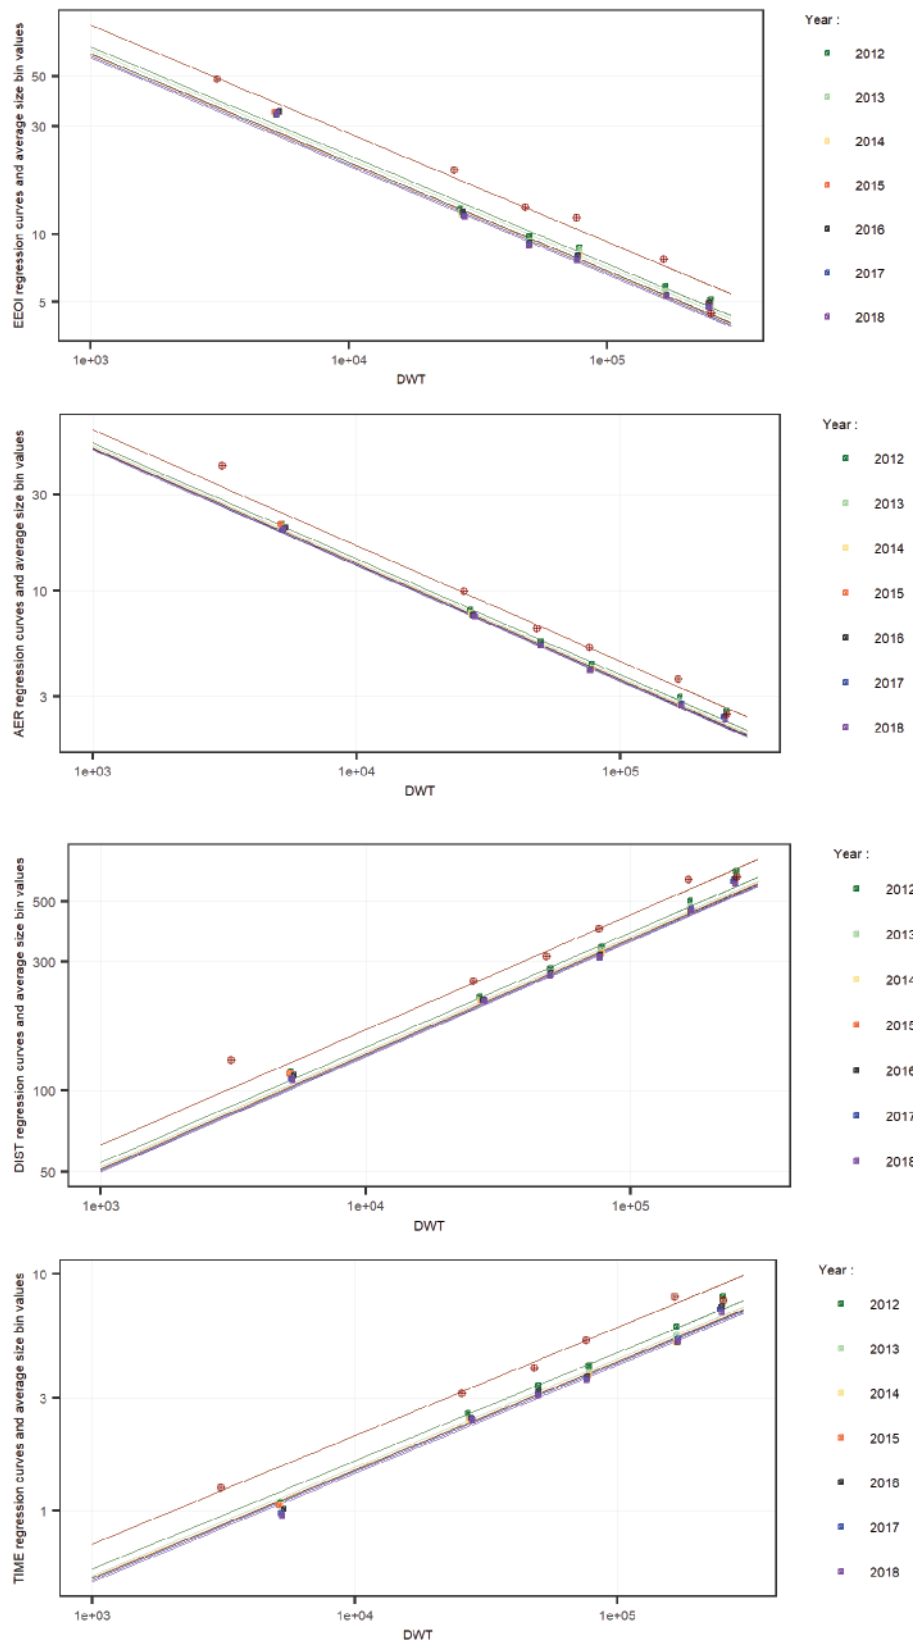 EEOI regression curves and average size bin values
50
30
10
5
1e+03
1e+04
1e+05
DWT
Year :
2012
2013
2014
2015
2016
2017
2018
AER regression curves and average size bin values
30
10
3
1e+03
1e+04
1e+05
DWT
Year :
2012
2013
2014
2015
2016
2017
2018
DIST regression curves and average size bin values
500
300
100
50
1e+03
1e+04
1e+05
DWT
Year :
2012
2013
2014
2015
2016
2017
2018
TIME regression curves and average size bin values
10
3
1
1e+03
1e+04
1e+05
DWT
Year :
2012
2013
2014
2015
2016
2017
2018